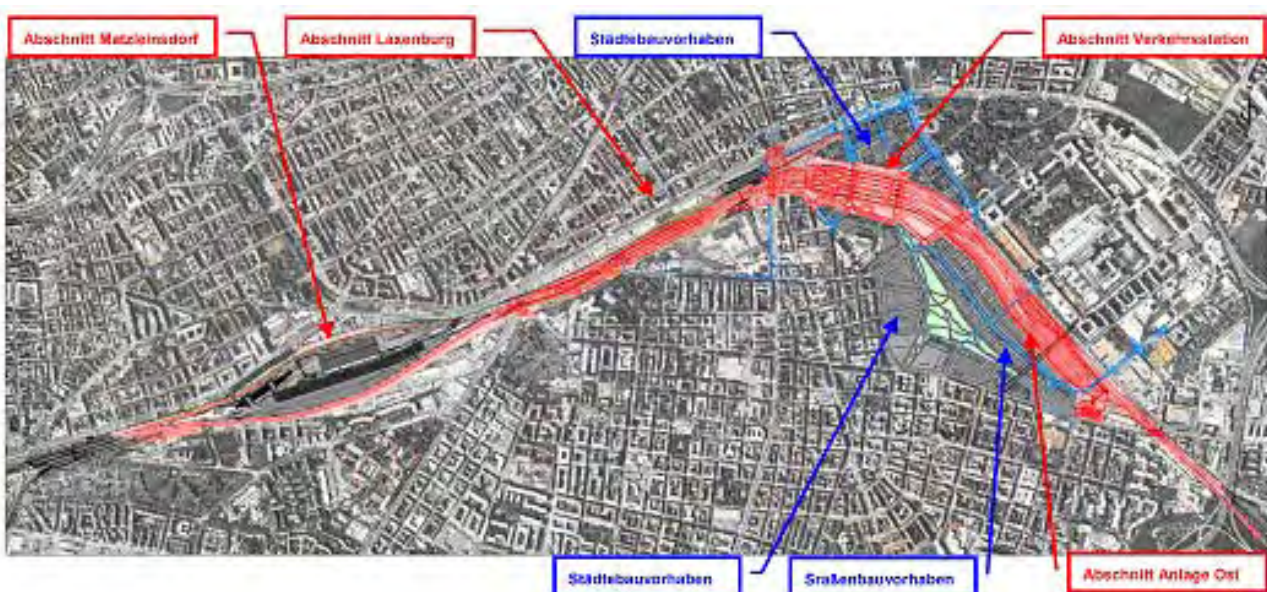 Abschnitt Matzleinsdorf
Abschnitt Laxenburg
Städtebauvorhaben
Abschnitt Verkehrsstation
Städtebauvorhaben
Sraßenbauvorhaben
Abschnitt Anlage Ost